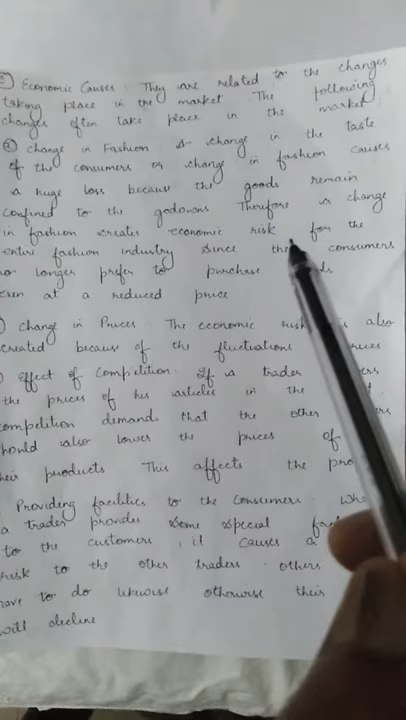 Economic Causes : They are related to the changes
taking place in the market The following
changes often take place in the market.
a) Change in Fashion A change in the taste
of the consumers or change in fashion causes
a huge loss because the goods remain
confined to the godowns Therefore a change
in fashion creates economic risk for the
entire fashion industry since the consumers
no longer prefer to purchase
even at a reduced price
Change in Prices : The economic risk is also
created because of the fluctuations
effect of competition. If a trader
the prices of his articles in the
competition demands that the other
should also lower the prices of
their products This affects the
Providing facilities to the consumers
a trader provides some special
to the customers, it causes a
risk to the other traders. others
have to do likewise otherwise their
will decline